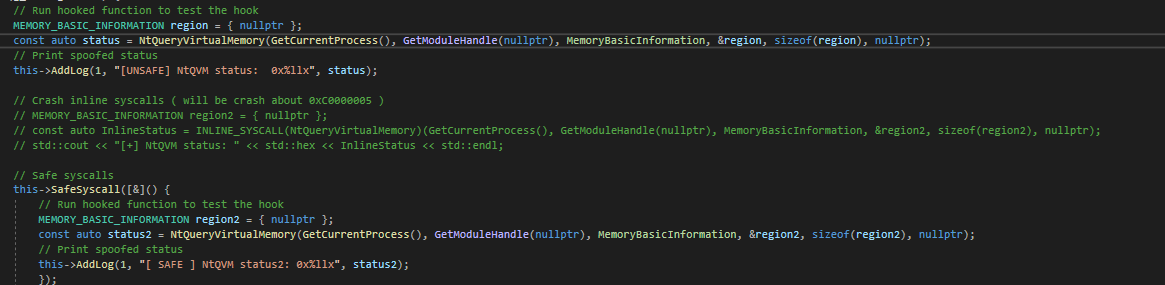 // Run hooked function to test the hook
MEMORY_BASIC_INFORMATION region = { nullptr };
const auto status = NtQueryVirtualMemory(GetCurrentProcess(), GetModuleHandle(nullptr), MemoryBasicInformation, &region, sizeof(region), nullptr);
// Print spoofed status
this->AddLog(1, "[UNSAFE] NtQVM status:  0x%llx", status);

// Crash inline syscalls ( will be crash about 0xC0000005 )
// MEMORY_BASIC_INFORMATION region2 = { nullptr };
// const auto InlineStatus = INLINE_SYSCALL(NtQueryVirtualMemory)(GetCurrentProcess(), GetModuleHandle(nullptr), MemoryBasicInformation, &region2, sizeof(region2), nullptr);
// std::cout << "[+] NtQVM status: " << std::hex << InlineStatus << std::endl;

// Safe syscalls
this->SafeSyscall([&]() {
    // Run hooked function to test the hook
    MEMORY_BASIC_INFORMATION region2 = { nullptr };
    const auto status2 = NtQueryVirtualMemory(GetCurrentProcess(), GetModuleHandle(nullptr), MemoryBasicInformation, &region2, sizeof(region2), nullptr);
    // Print spoofed status
    this->AddLog(1, "[ SAFE ] NtQVM status2: 0x%llx", status2);
    });